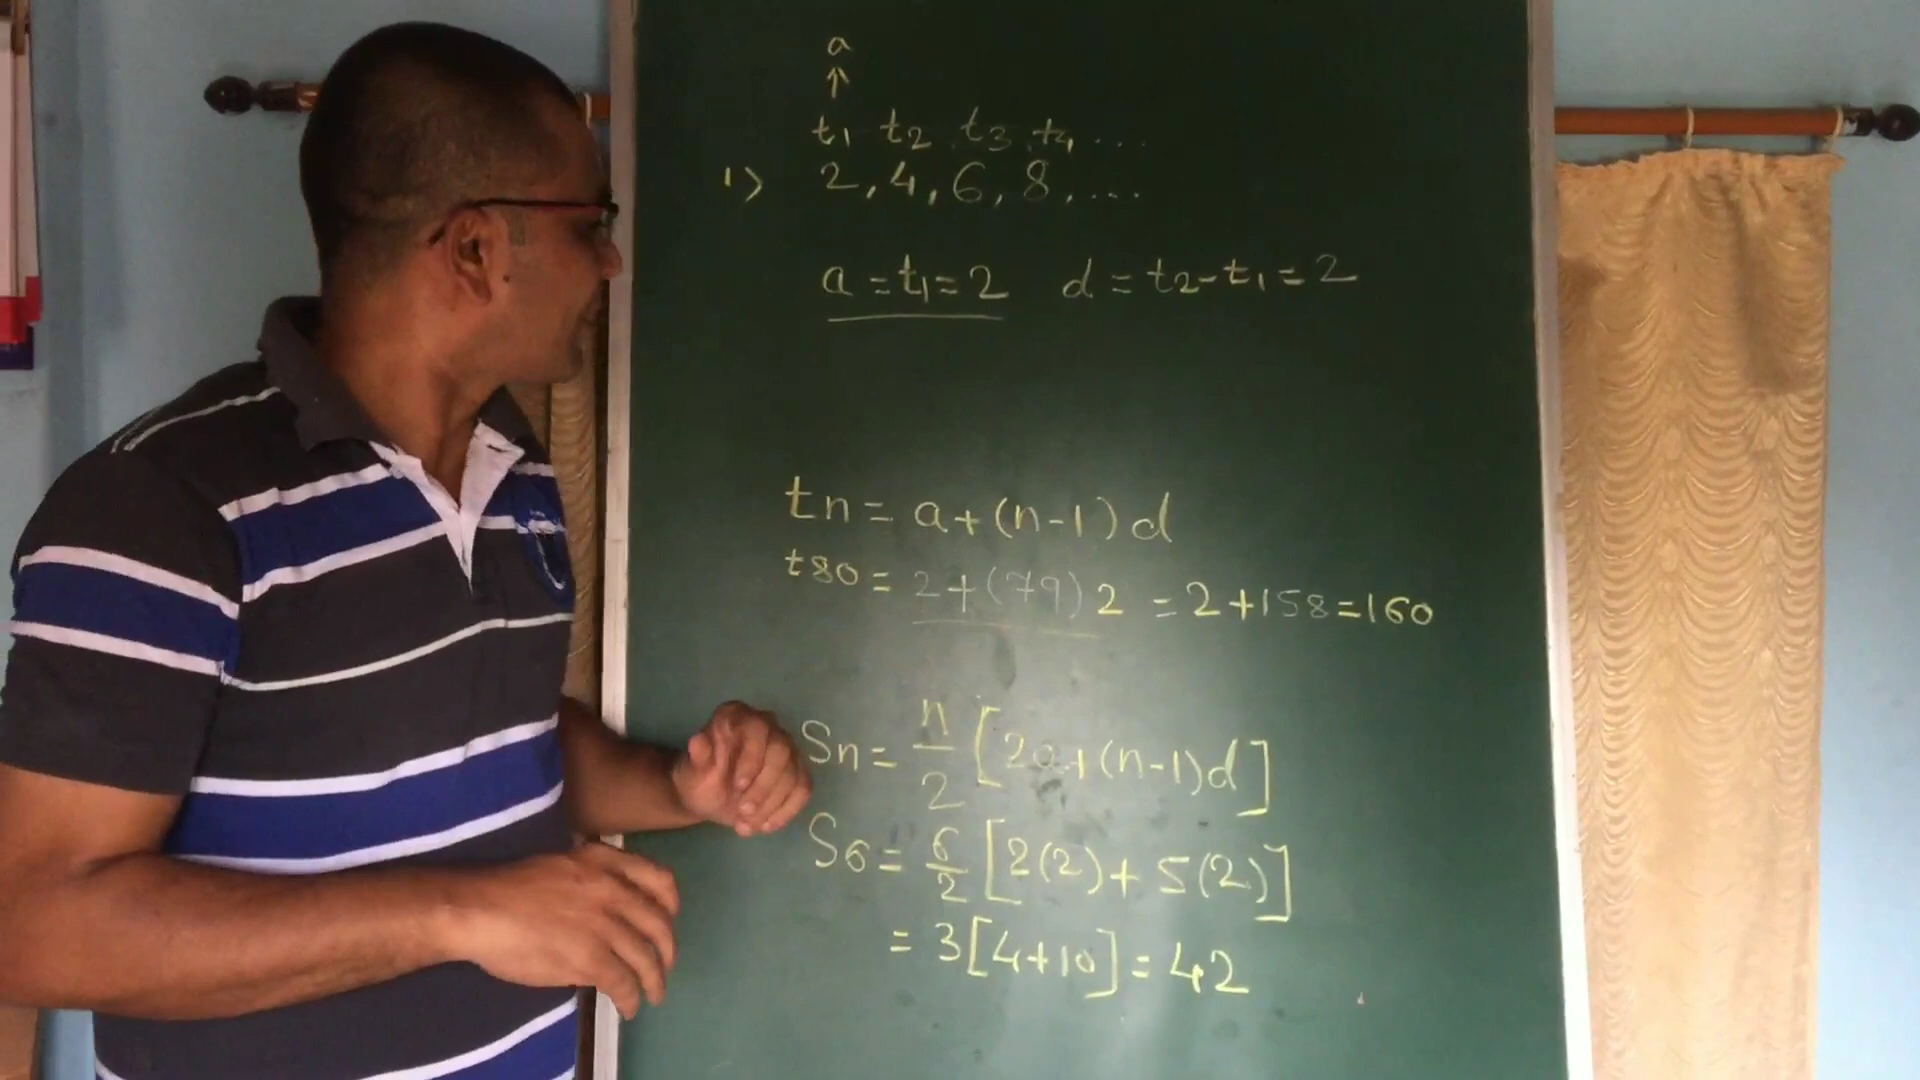 a
↑
t1 t2 t3 t4 ...
1> 2, 4, 6, 8, ...
a = t1 = 2 d = t2 - t1 = 2
tn = a + (n-1) d
t80 = 2 + (79) 2 = 2 + 158 = 160
Sn = n/2 [2a + (n-1)d]
S6 = 6/2 [2(2) + 5(2)]
= 3[4+10] = 42